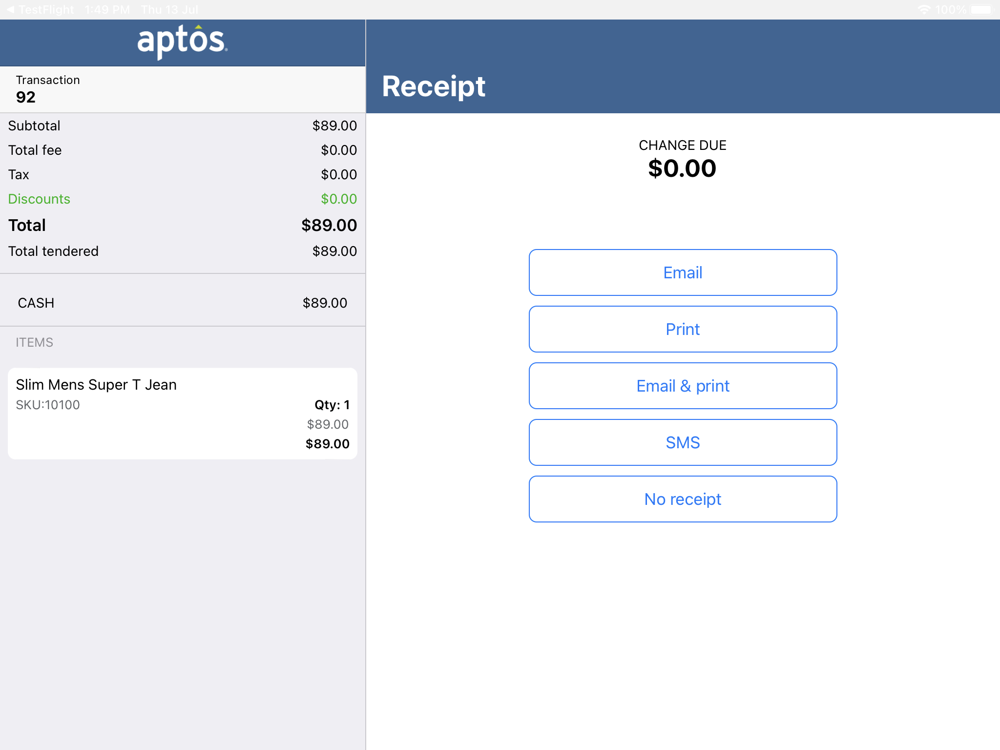 TestFlight 1:49 PM Thu 13 Jul 100%
aptos
Transaction
92
Subtotal $89.00
Total fee $0.00
Tax $0.00
Discounts $0.00
Total $89.00
Total tendered $89.00
CASH $89.00
ITEMS
Slim Mens Super T Jean
SKU:10100 Qty: 1
$89.00
$89.00
Receipt
CHANGE DUE
$0.00
Email
Print
Email & print
SMS
No receipt